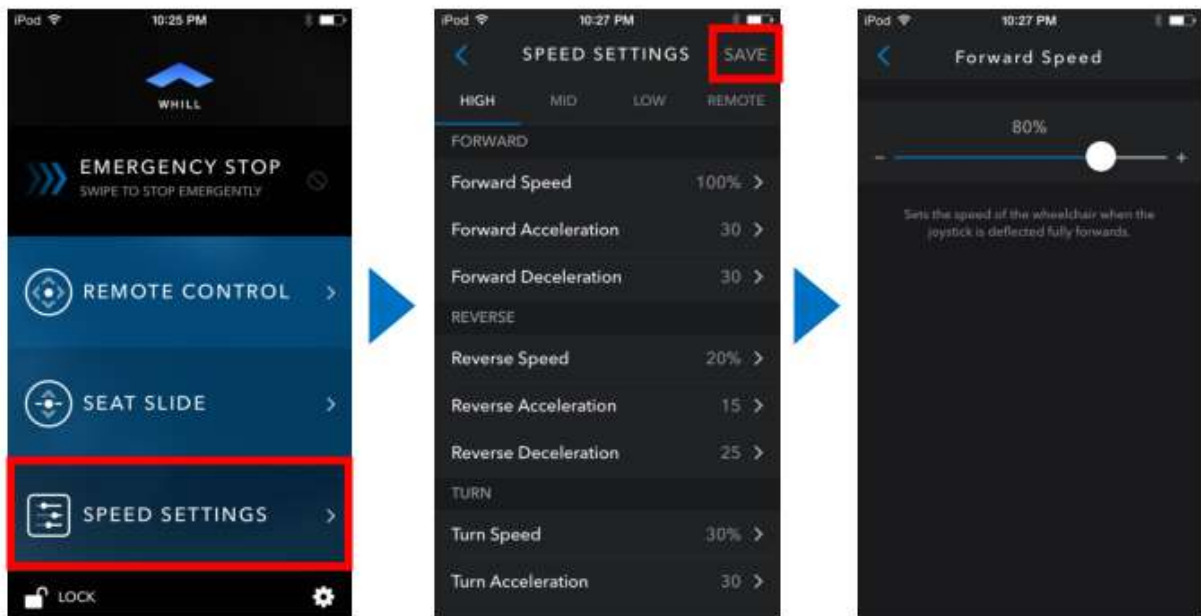 iPod 10:25 PM
WHILL
EMERGENCY STOP
SWIPE TO STOP EMERGENTLY
REMOTE CONTROL
SEAT SLIDE
SPEED SETTINGS
LOCK
iPod 10:27 PM
SPEED SETTINGS SAVE
HIGH MID LOW REMOTE
FORWARD
Forward Speed 100%
Forward Acceleration 30
Forward Deceleration 30
REVERSE
Reverse Speed 20%
Reverse Acceleration 15
Reverse Deceleration 25
TURN
Turn Speed 30%
Turn Acceleration 30
iPod 10:27 PM
Forward Speed
80%
- +
Sets the speed of the wheelchair when the
joystick is deflected fully forwards.